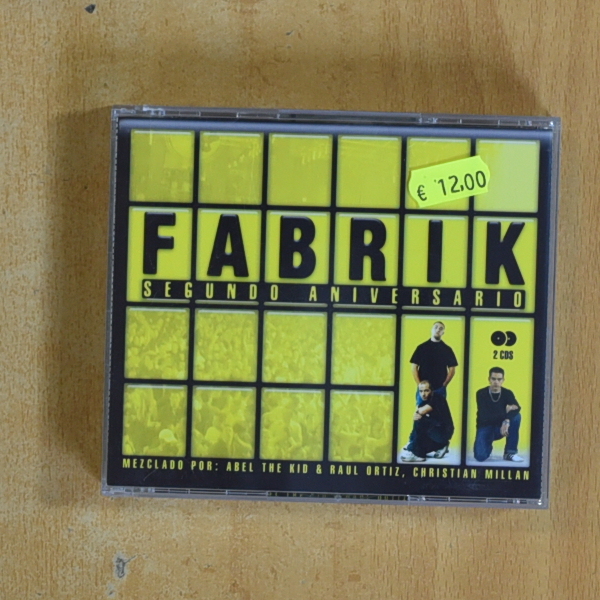 € 12,00
FABRIK
SEGUNDO ANIVERSARIO
2 CDS
MEZCLADO POR: ABEL THE KID & RAUL ORTIZ, CHRISTIAN MILLAN